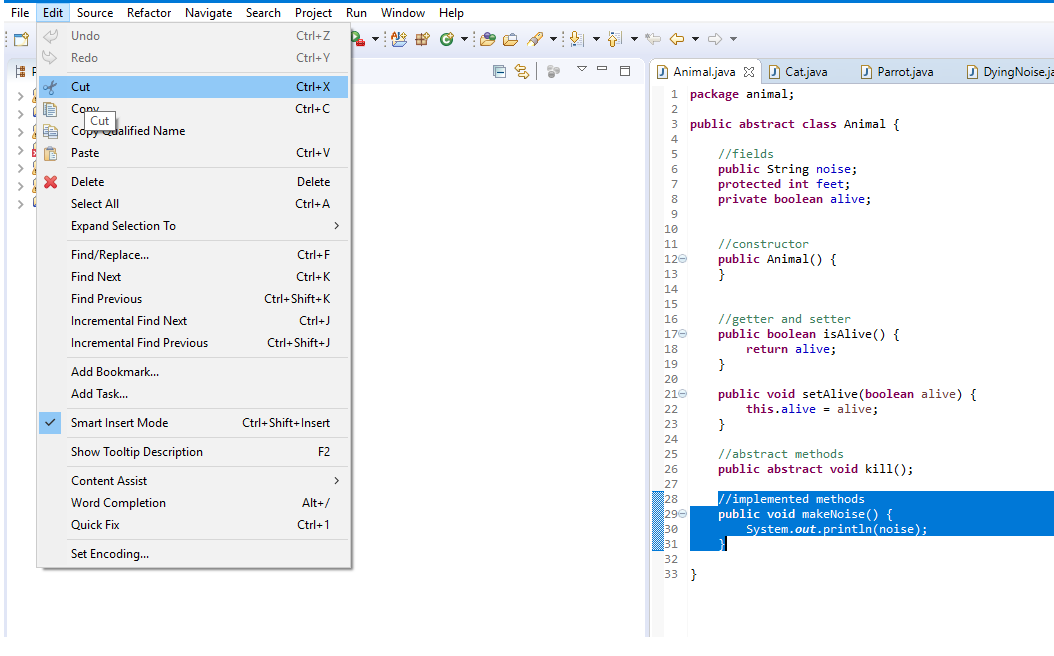 File Edit Source Refactor Navigate Search Project Run Window Help
Undo Ctrl+Z
Redo Ctrl+Y
Cut Ctrl+X
Copy Ctrl+C
Cut
Copy Qualified Name
Paste Ctrl+V
Delete Delete
Select All Ctrl+A
Expand Selection To
Find/Replace... Ctrl+F
Find Next Ctrl+K
Find Previous Ctrl+Shift+K
Incremental Find Next Ctrl+J
Incremental Find Previous Ctrl+Shift+J
Add Bookmark...
Add Task...
Smart Insert Mode Ctrl+Shift+Insert
Show Tooltip Description F2
Content Assist
Word Completion Alt+/
Quick Fix Ctrl+1
Set Encoding...
Animal.java Cat.java Parrot.java DyingNoise.ja
1 package animal;
2
3 public abstract class Animal {
4
5 //fields
6 public String noise;
7 protected int feet;
8 private boolean alive;
9
10
11 //constructor
12 public Animal() {
13 }
14
15
16 //getter and setter
17 public boolean isAlive() {
18 return alive;
19 }
20
21 public void setAlive(boolean alive) {
22 this.alive = alive;
23 }
24
25 //abstract methods
26 public abstract void kill();
27
28 //implemented methods
29 public void makeNoise() {
30 System.out.println(noise);
31 }
32
33 }